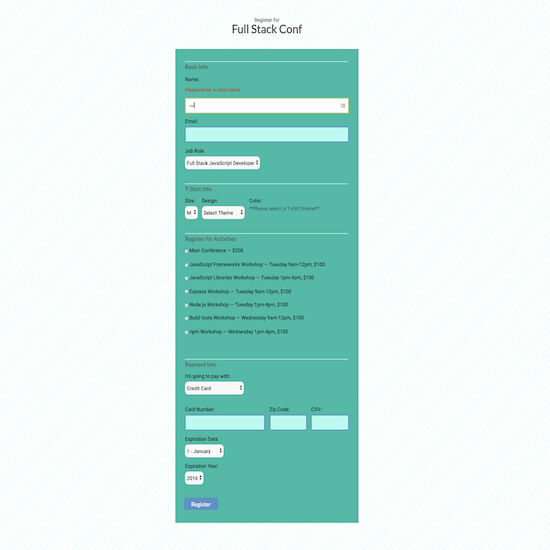 Register for
Full Stack Conf
Basic Info
Name:
Please enter a valid name
Email:
Job Role
Full Stack JavaScript Developer
T-Shirt Info
Size: Design: Color:
M Select Theme **Please select a T-shirt theme**
Register for Activities
Main Conference — $200
JavaScript Frameworks Workshop — Tuesday 9am-12pm, $100
JavaScript Libraries Workshop — Tuesday 1pm-4pm, $100
Express Workshop — Tuesday 9am-12pm, $100
Node.js Workshop — Tuesday 1pm-4pm, $100
Build tools Workshop — Wednesday 9am-12pm, $100
npm Workshop — Wednesday 1pm-4pm, $100
Payment Info
I'm going to pay with:
Credit Card
Card Number: Zip Code: CVV:
Expiration Date:
1 - January
Expiration Year:
2016
Register